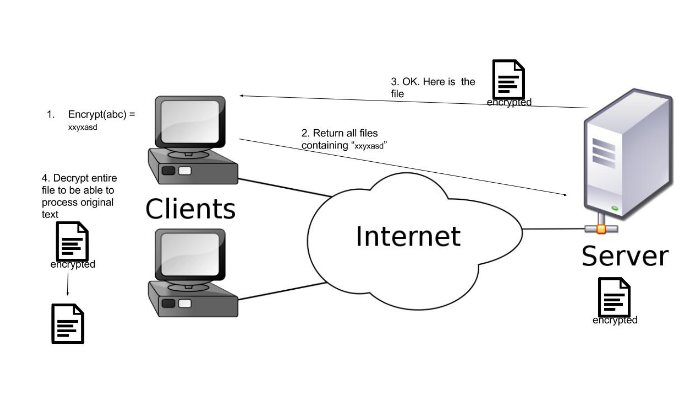 3. OK. Here is the
file
encrypted
1. Encrypt(abc) =
xxyxasd
2. Return all files
containing “xxyxasd”
4. Decrypt entire
file to be able to
process original
text
encrypted
Clients
Internet
Server
encrypted